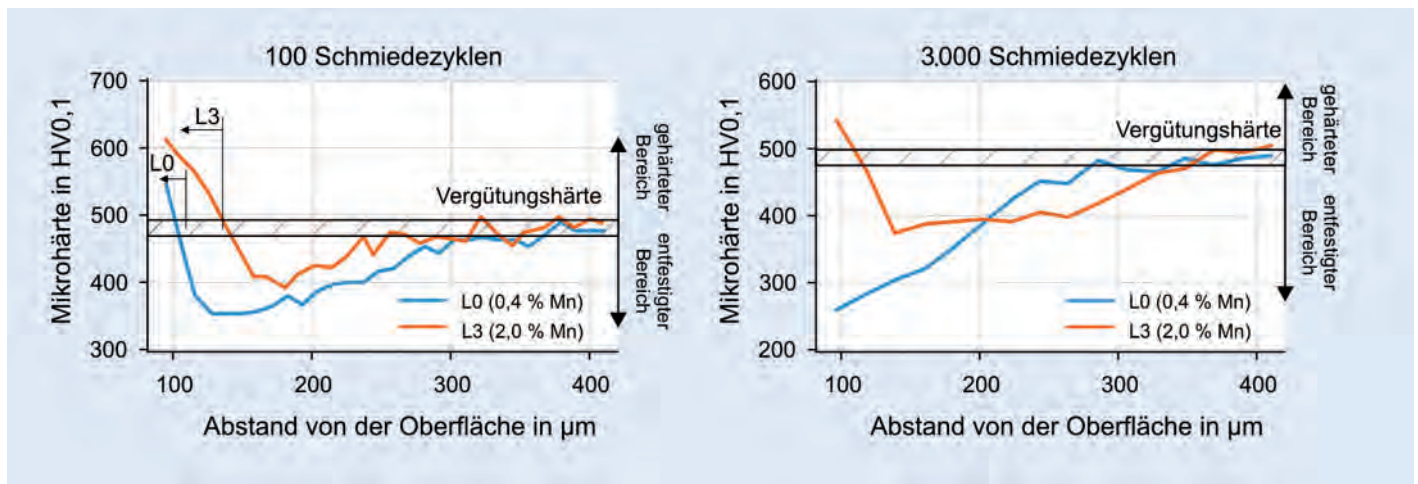 100 Schmiedezyklen
Mikrohärte in HV0,1
700
600
500
400
300
L3
L0
Vergütungshärte
L0 (0,4 % Mn)
L3 (2,0 % Mn)
100
200
300
400
Abstand von der Oberfläche in µm
gehärteter
Bereich
entfestigter
Bereich
3.000 Schmiedezyklen
Mikrohärte in HV0,1
600
500
400
300
200
Vergütungshärte
L0 (0,4 % Mn)
L3 (2,0 % Mn)
100
200
300
400
Abstand von der Oberfläche in µm
gehärteter
Bereich
entfestigter
Bereich